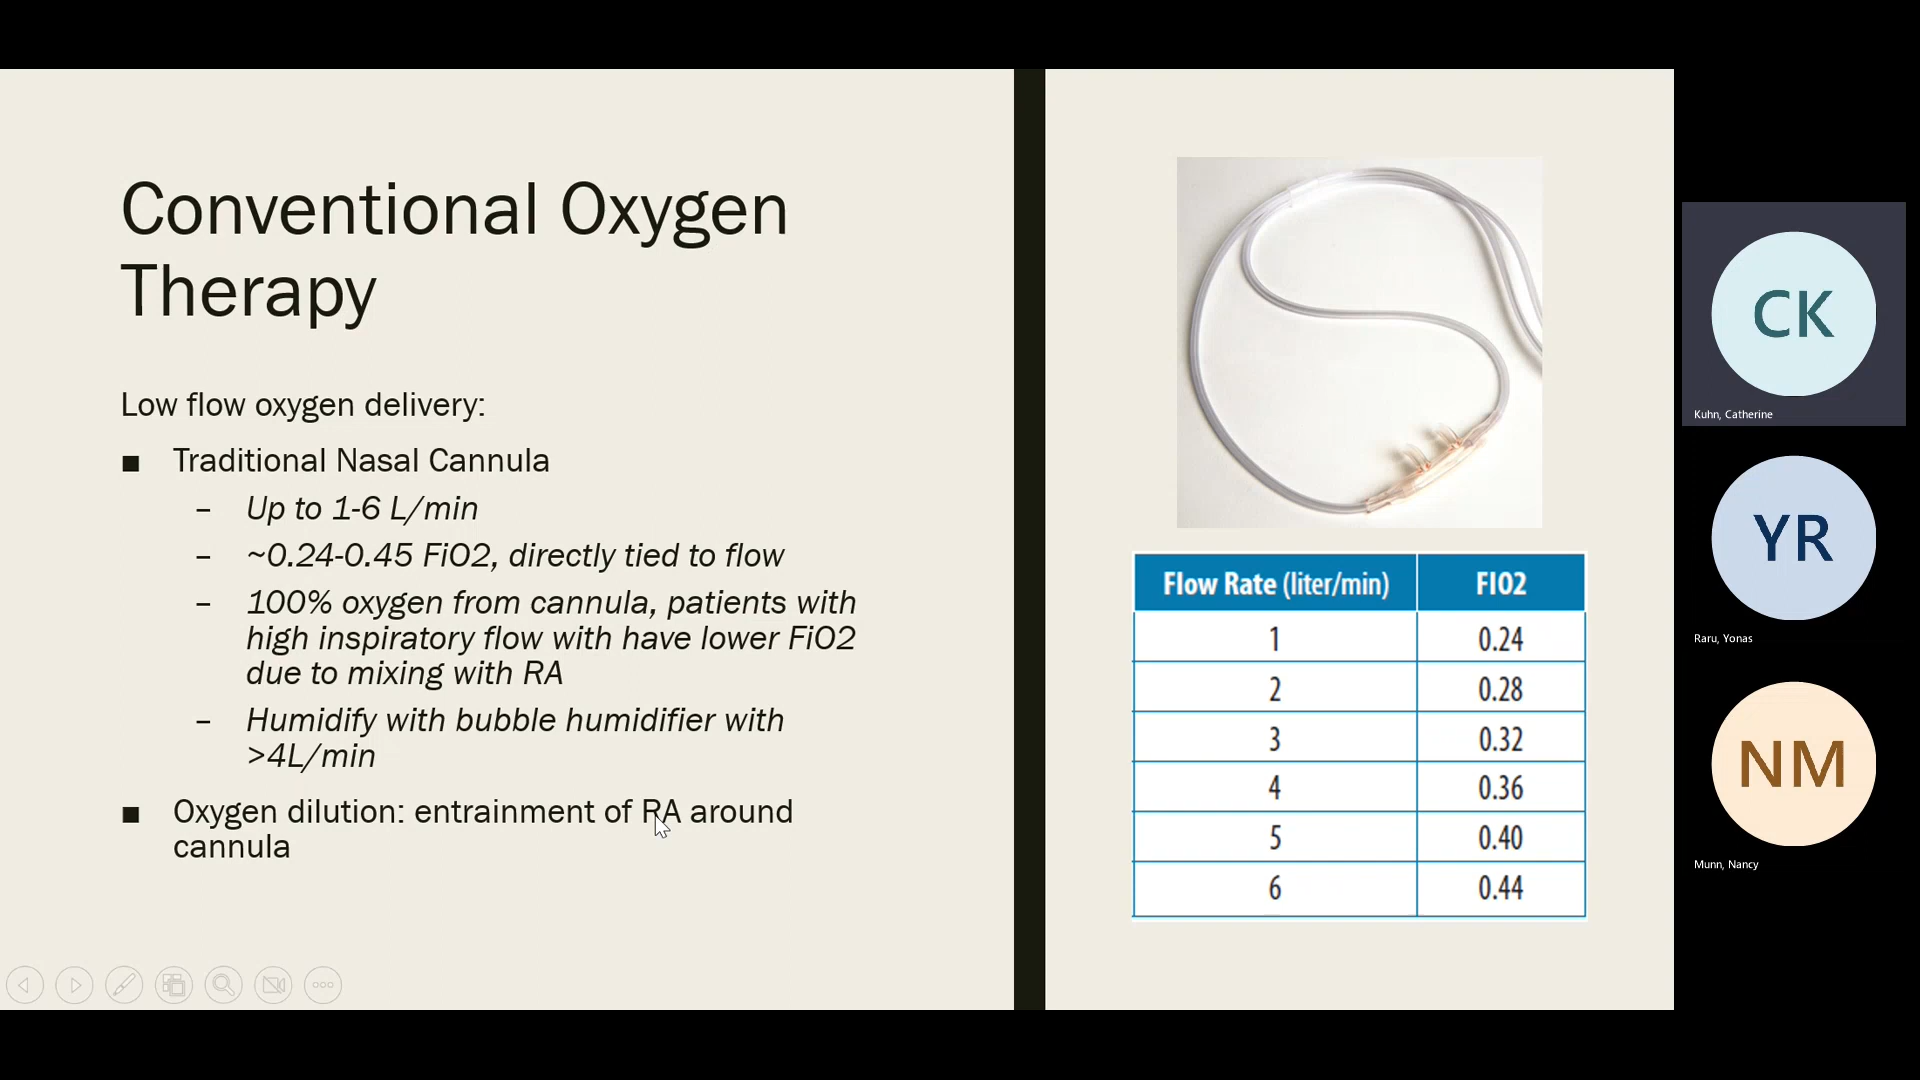 Conventional Oxygen
Therapy
Low flow oxygen delivery:
■ Traditional Nasal Cannula
– Up to 1-6 L/min
– ~0.24-0.45 FiO2, directly tied to flow
– 100% oxygen from cannula, patients with
high inspiratory flow with have lower FiO2
due to mixing with RA
– Humidify with bubble humidifier with
>4L/min
■ Oxygen dilution: entrainment of RA around
cannula
Flow Rate (liter/min) FIO2
1 0.24
2 0.28
3 0.32
4 0.36
5 0.40
6 0.44
CK
Kuhn, Catherine
YR
Raru, Yonas
NM
Munn, Nancy